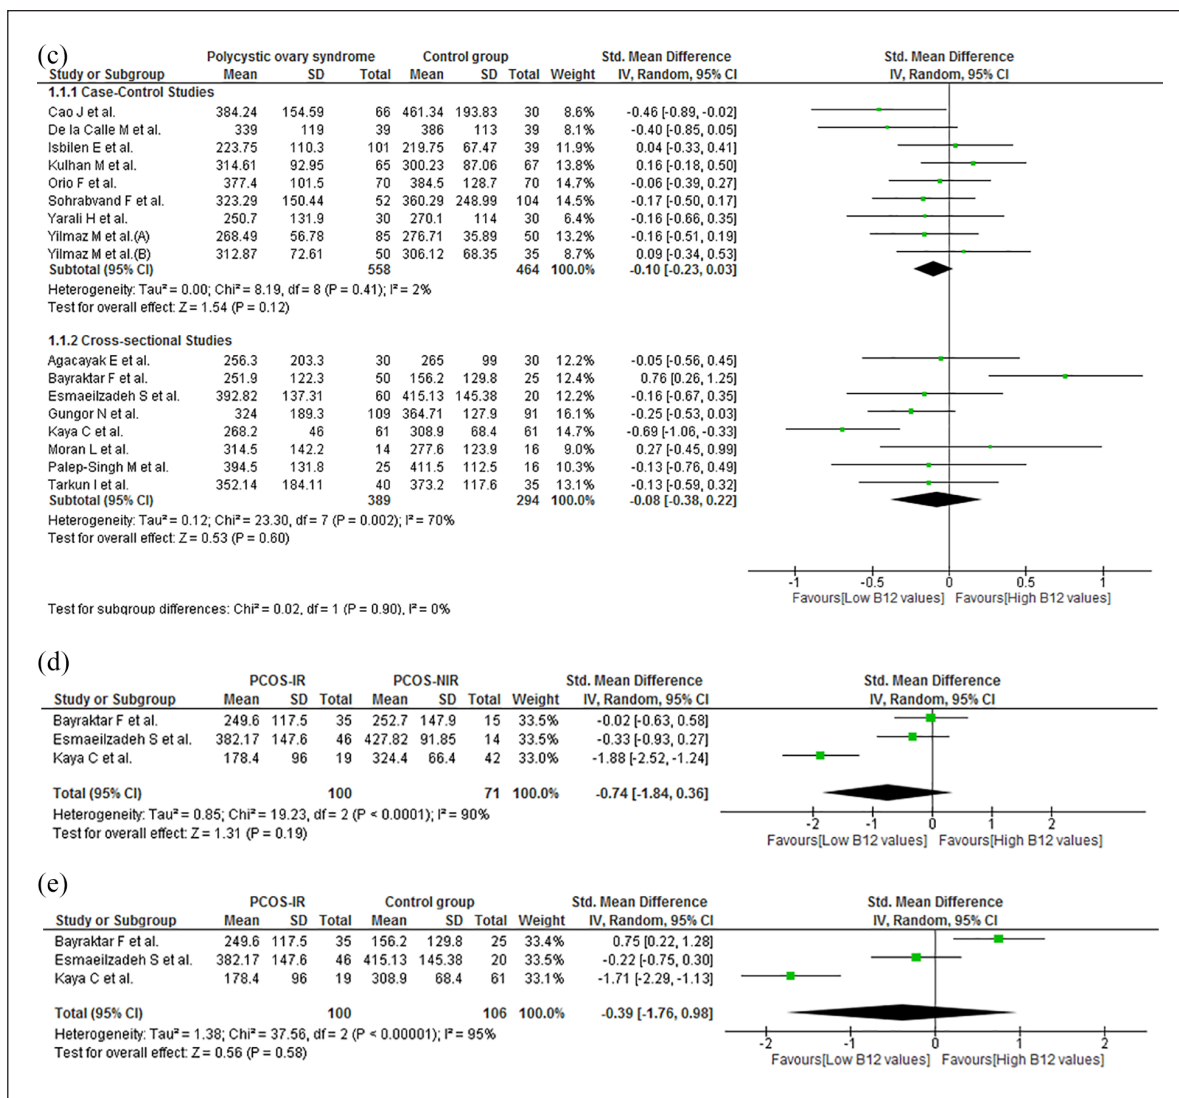 (c)
Polycystic ovary syndrome Control group Std. Mean Difference Std. Mean Difference
Study or Subgroup Mean SD Total Mean SD Total Weight IV, Random, 95% CI IV, Random, 95% CI
1.1.1 Case-Control Studies
Cao J et al. 384.24 154.59 66 461.34 193.83 30 8.6% -0.46 [-0.89, -0.02]
De la Calle M et al. 339 119 39 386 113 39 8.1% -0.40 [-0.85, 0.05]
Isbilen E et al. 223.75 110.3 101 219.75 67.47 39 11.9% 0.04 [-0.33, 0.41]
Kulhan M et al. 314.61 92.95 65 300.23 87.06 67 13.8% 0.16 [-0.18, 0.50]
Orio F et al. 377.4 101.5 70 384.5 128.7 70 14.7% -0.06 [-0.39, 0.27]
Sohrabvand F et al. 323.29 150.44 52 360.29 248.99 104 14.5% -0.17 [-0.50, 0.17]
Yarali H et al. 250.7 131.9 30 270.1 114 30 6.4% -0.16 [-0.66, 0.35]
Yilmaz M et al.(A) 268.49 56.78 85 276.71 35.89 50 13.2% -0.16 [-0.51, 0.19]
Yilmaz M et al.(B) 312.87 72.61 50 306.12 68.35 35 8.7% 0.09 [-0.34, 0.53]
Subtotal (95% CI) 558 464 100.0% -0.10 [-0.23, 0.03]
Heterogeneity: Tau² = 0.00; Chi² = 8.19, df = 8 (P = 0.41); I² = 2%
Test for overall effect: Z = 1.54 (P = 0.12)
1.1.2 Cross-sectional Studies
Agacayak E et al. 256.3 203.3 30 265 99 30 12.2% -0.05 [-0.56, 0.45]
Bayraktar F et al. 251.9 122.3 50 156.2 129.8 25 12.4% 0.76 [0.26, 1.25]
Esmaeilzadeh S et al. 392.82 137.31 60 415.13 145.38 20 12.2% -0.16 [-0.67, 0.35]
Gungor N et al. 324 189.3 109 364.71 127.9 91 16.1% -0.25 [-0.53, 0.03]
Kaya C et al. 268.2 46 61 308.9 68.4 61 14.7% -0.69 [-1.06, -0.33]
Moran L et al. 314.5 142.2 14 277.6 123.9 16 9.0% 0.27 [-0.45, 0.99]
Palep-Singh M et al. 394.5 131.8 25 411.5 112.5 16 10.3% -0.13 [-0.76, 0.49]
Tarkun I et al. 352.14 184.11 40 373.2 117.6 35 13.1% -0.13 [-0.59, 0.32]
Subtotal (95% CI) 389 294 100.0% -0.08 [-0.38, 0.22]
Heterogeneity: Tau² = 0.12; Chi² = 23.30, df = 7 (P = 0.002); I² = 70%
Test for overall effect: Z = 0.53 (P = 0.60)
-1 -0.5 0 0.5 1
Favours[Low B12 values] Favours[High B12 values]
Test for subgroup differences: Chi² = 0.02, df = 1 (P = 0.90), I² = 0%
(d)
PCOS-IR PCOS-NIR Std. Mean Difference Std. Mean Difference
Study or Subgroup Mean SD Total Mean SD Total Weight IV, Random, 95% CI IV, Random, 95% CI
Bayraktar F et al. 249.6 117.5 35 252.7 147.9 15 33.5% -0.02 [-0.63, 0.58]
Esmaeilzadeh S et al. 382.17 147.6 46 427.82 91.85 14 33.5% -0.33 [-0.93, 0.27]
Kaya C et al. 178.4 96 19 324.4 66.4 42 33.0% -1.88 [-2.52, -1.24]
Total (95% CI) 100 71 100.0% -0.74 [-1.84, 0.36]
Heterogeneity: Tau² = 0.85; Chi² = 19.23, df = 2 (P < 0.0001); I² = 90%
Test for overall effect: Z = 1.31 (P = 0.19)
-2 -1 0 1 2
Favours[Low B12 values] Favours[High B12 values]
(e)
PCOS-IR Control group Std. Mean Difference Std. Mean Difference
Study or Subgroup Mean SD Total Mean SD Total Weight IV, Random, 95% CI IV, Random, 95% CI
Bayraktar F et al. 249.6 117.5 35 156.2 129.8 25 33.4% 0.75 [0.22, 1.28]
Esmaeilzadeh S et al. 382.17 147.6 46 415.13 145.38 20 33.5% -0.22 [-0.75, 0.30]
Kaya C et al. 178.4 96 19 308.9 68.4 61 33.1% -1.71 [-2.29, -1.13]
Total (95% CI) 100 106 100.0% -0.39 [-1.76, 0.98]
Heterogeneity: Tau² = 1.38; Chi² = 37.56, df = 2 (P < 0.00001); I² = 95%
Test for overall effect: Z = 0.56 (P = 0.58)
-2 -1 0 1 2
Favours[Low B12 values] Favours[High B12 values]